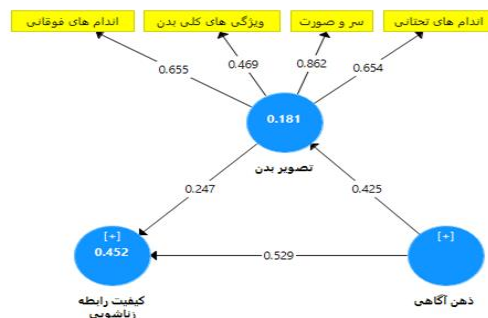 اندام های فوقانی
ویژگی های کلی بدن
سر و صورت
اندام های تحتانی
0.655
0.469
0.862
0.654
0.181
تصویر بدن
0.247
0.425
[+]
0.452
[+]
0.529
کیفیت رابطه
زناشویی
ذهن آگاهی